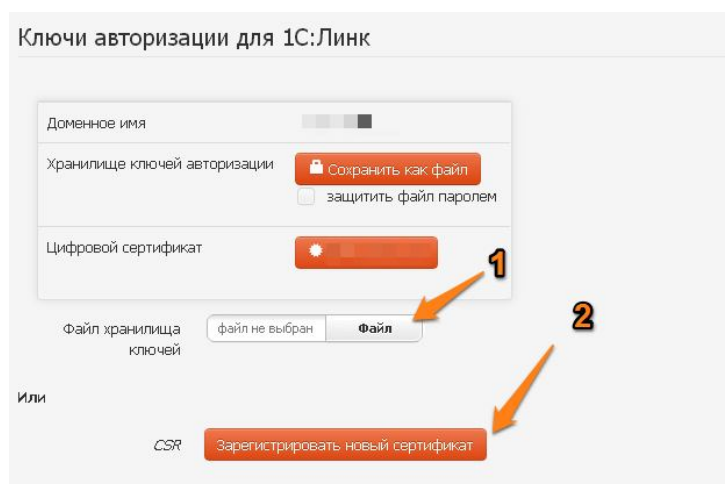 Ключи авторизации для 1С:Линк
Доменное имя
Хранилище ключей авторизации
Сохранить как файл
защитить файл паролем
Цифровой сертификат
1
Файл хранилища
ключей
файл не выбран
Файл
2
Или
CSR
Зарегистрировать новый сертификат